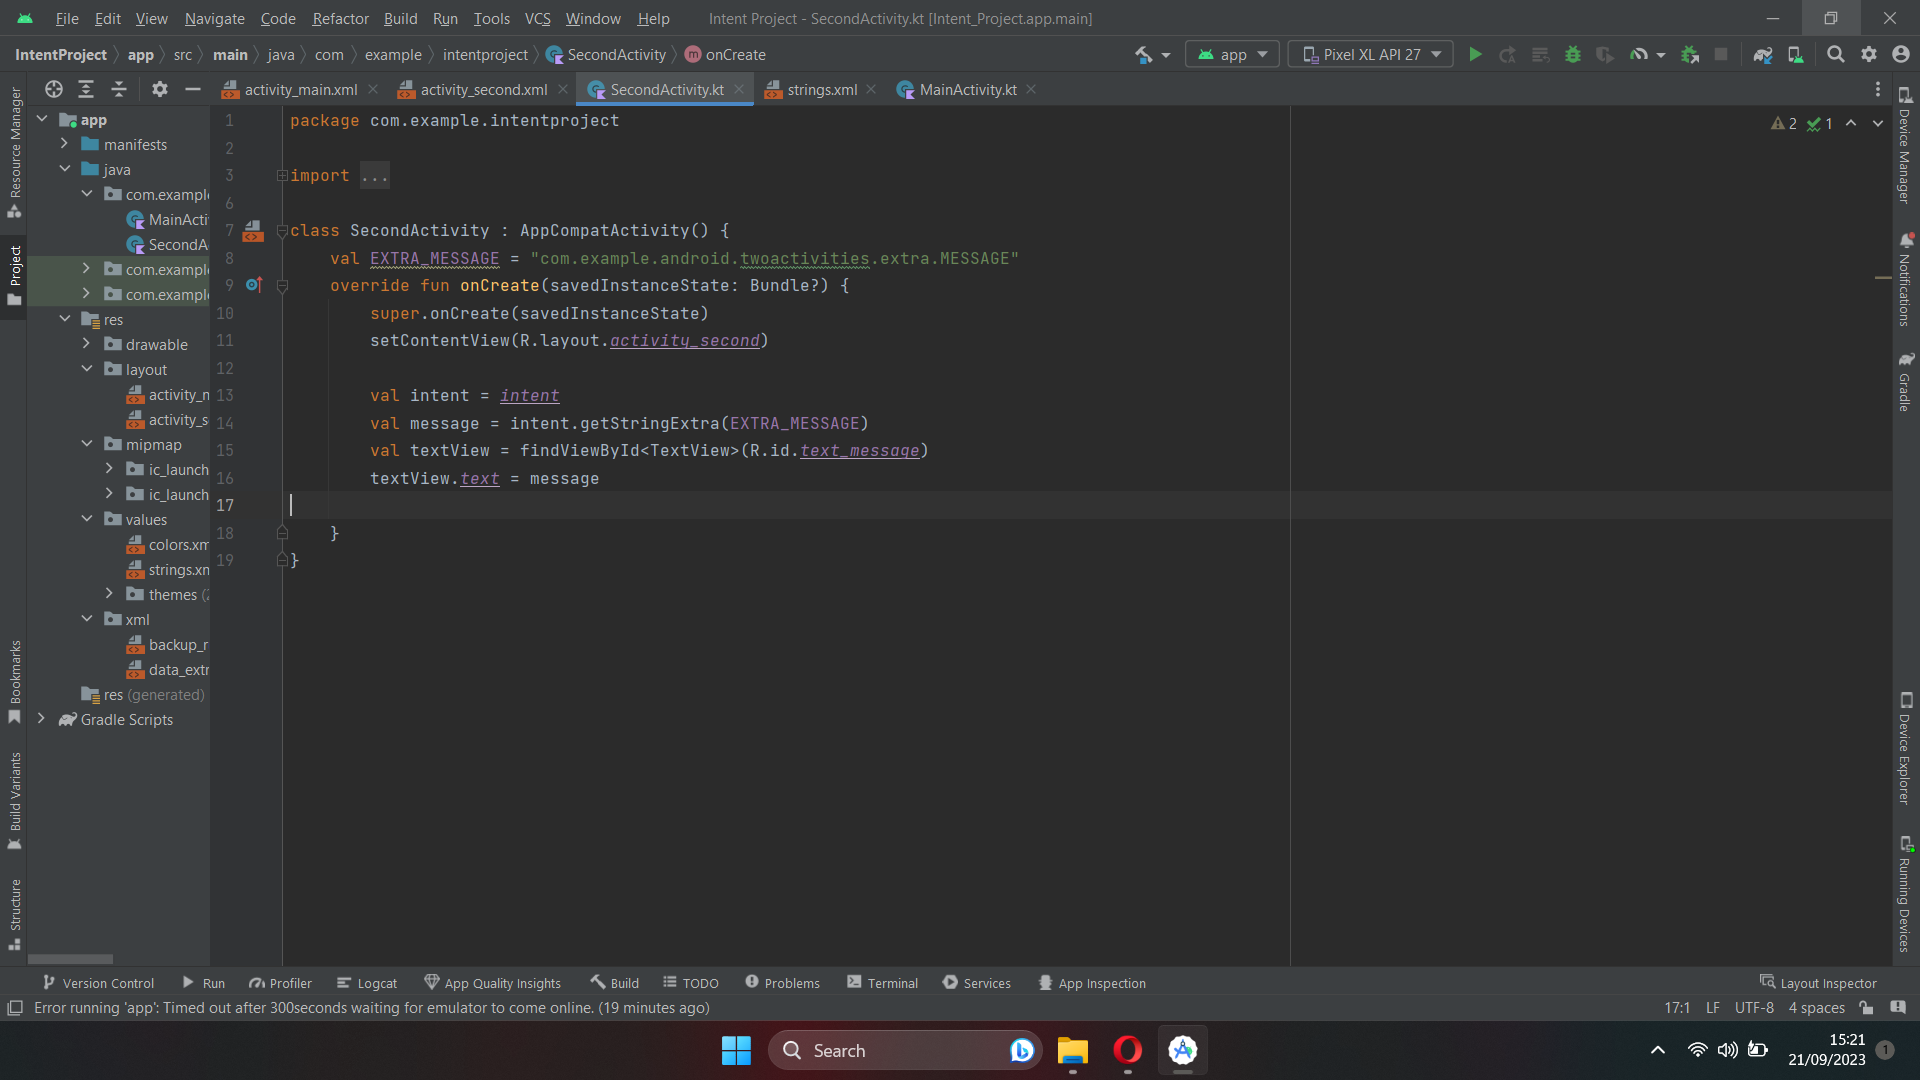 File Edit View Navigate Code Refactor Build Run Tools VCS Window Help Intent Project - SecondActivity.kt [Intent_Project.app.main]
IntentProject app src main java com example intentproject SecondActivity onCreate app Pixel XL API 27
activity_main.xml activity_second.xml SecondActivity.kt strings.xml MainActivity.kt
Resource Manager
Project
Bookmarks
Build Variants
Structure
app
manifests
java
com.example
MainActi
SecondA
com.example
com.example
res
drawable
layout
activity_m
activity_s
mipmap
ic_launch
ic_launch
values
colors.xm
strings.xm
themes (2
xml
backup_r
data_extr
res (generated)
Gradle Scripts
1 package com.example.intentproject
2
3 import ...
6
7 class SecondActivity : AppCompatActivity() {
8 val EXTRA_MESSAGE = "com.example.android.twoactivities.extra.MESSAGE"
9 override fun onCreate(savedInstanceState: Bundle?) {
10 super.onCreate(savedInstanceState)
11 setContentView(R.layout.activity_second)
12
13 val intent = intent
14 val message = intent.getStringExtra(EXTRA_MESSAGE)
15 val textView = findViewById<TextView>(R.id.text_message)
16 textView.text = message
17
18 }
19 }
2 1
Device Manager
Notifications
Gradle
Device Explorer
Running Devices
Version Control Run Profiler Logcat App Quality Insights Build TODO Problems Terminal Services App Inspection Layout Inspector
Error running 'app': Timed out after 300seconds waiting for emulator to come online. (19 minutes ago) 17:1 LF UTF-8 4 spaces
Search
15:21
21/09/2023
1